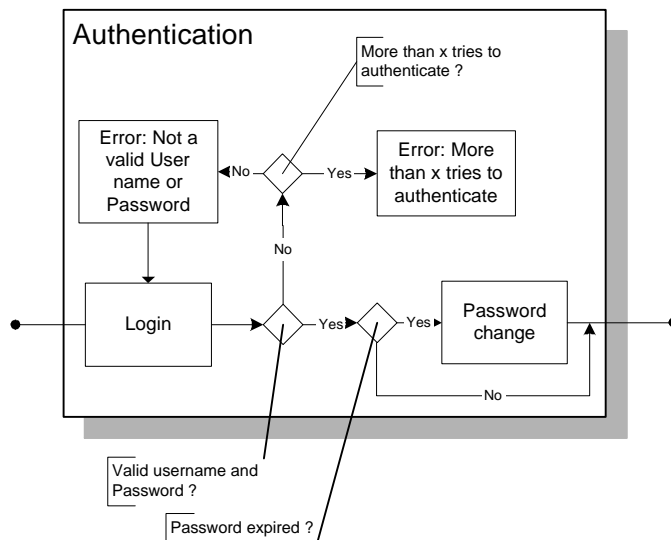 Authentication
More than x tries to
authenticate ?
Error: Not a
valid User
name or
Password
No
Yes
Error: More
than x tries to
authenticate
No
Login
Yes
Yes
Password
change
No
Valid username and
Password ?
Password expired ?